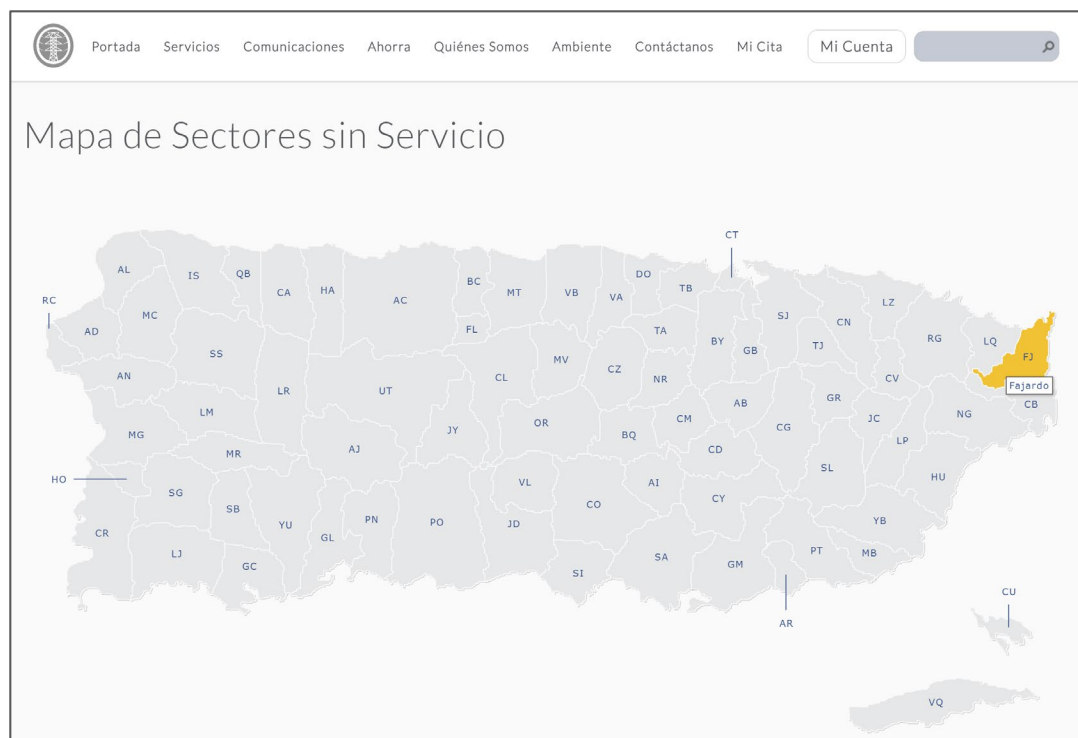 Portada Servicios Comunicaciones Ahorra Quiénes Somos Ambiente Contáctanos Mi Cita Mi Cuenta
Mapa de Sectores sin Servicio
CT
AL IS QB CA HA AC BC MT VB VA DO TB SJ CN LZ
RC MC AD FL TA BY GB TJ RG LQ FJ
Fajardo
SS LR UT CL MV CZ NR CV CB
AN LM MG MR AJ JY OR BQ CM AB CG GR JC NG LP
HO SG SB YU GL PN PO VL JD CO AI CD CY SL HU
CR LJ GC SI SA GM PT MB YB
AR
CU
VQ